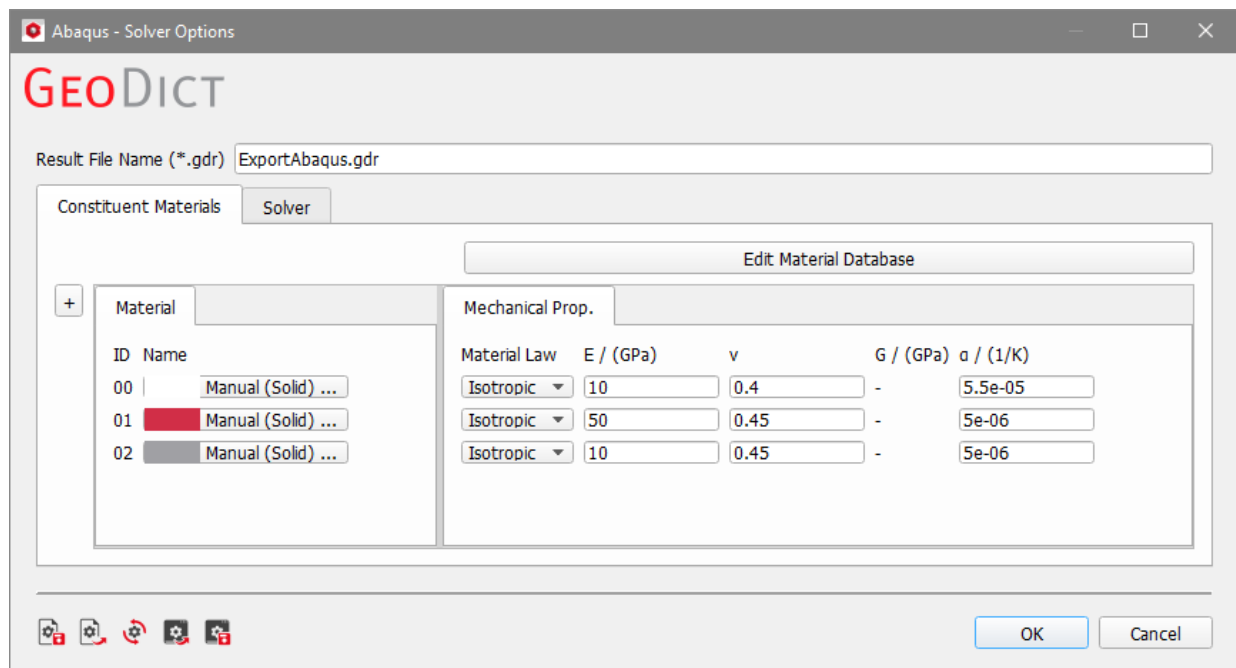 Abaqus - Solver Options
GEODICT
Result File Name (*.gdr) ExportAbaqus.gdr
Constituent Materials Solver
Edit Material Database
+ Material Mechanical Prop.
ID Name Material Law E / (GPa) ν G / (GPa) α / (1/K)
00 Manual (Solid) ... Isotropic 10 0.4 - 5.5e-05
01 Manual (Solid) ... Isotropic 50 0.45 - 5e-06
02 Manual (Solid) ... Isotropic 10 0.45 - 5e-06
OK Cancel